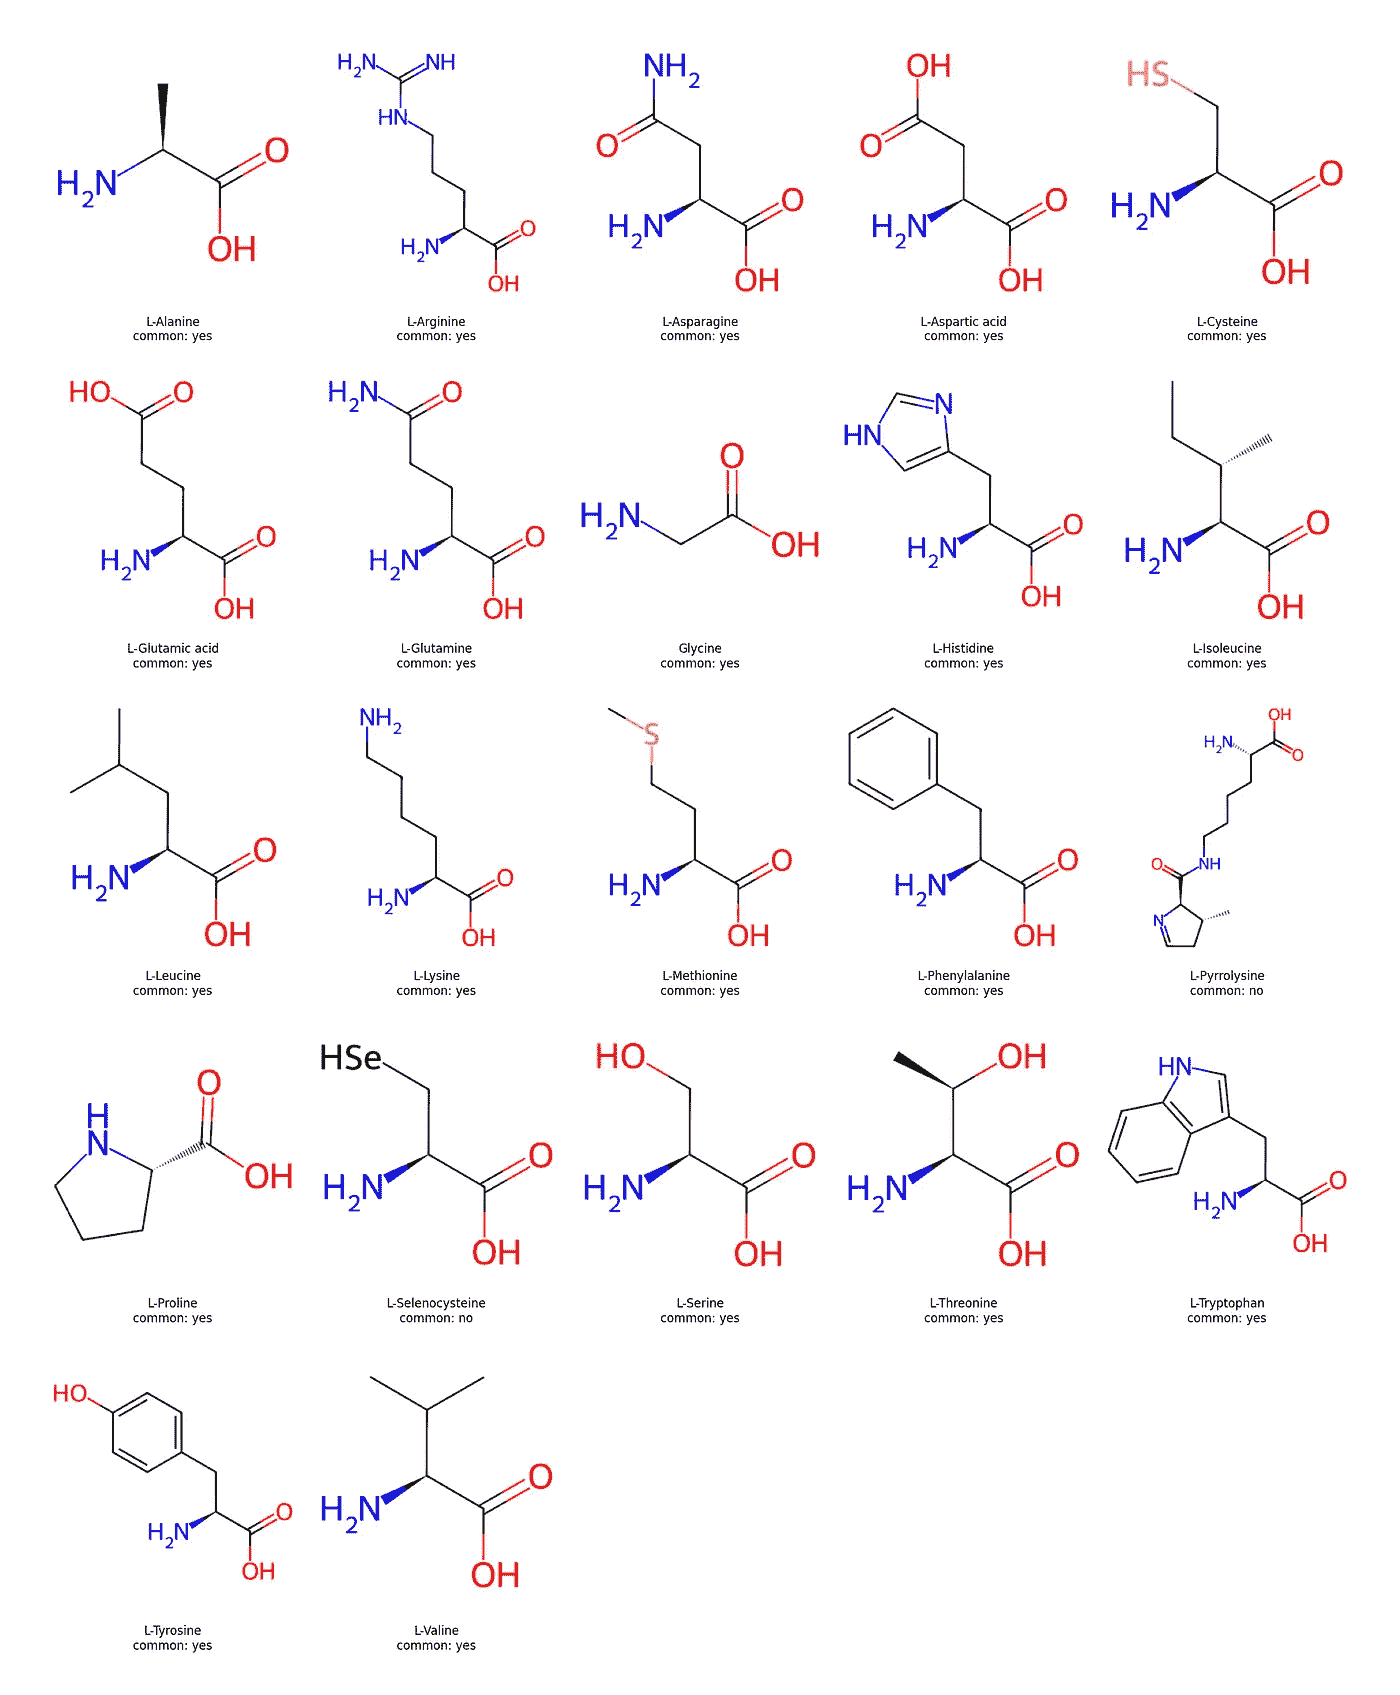 H2N NH NH2 OH HS
HN O O O
H2N O O O O
H2N H2N H2N H2N
OH OH OH OH OH
L-Alanine L-Arginine L-Asparagine L-Aspartic acid L-Cysteine
common: yes common: yes common: yes common: yes common: yes
HO O H2N O N
HN
O
H2N O O OH O O
H2N H2N H2N H2N
OH OH OH OH
L-Glutamic acid L-Glutamine Glycine L-Histidine L-Isoleucine
common: yes common: yes common: yes common: yes common: yes
NH2 S OH
H2N O
O O O O O NH
H2N H2N H2N H2N N
OH OH OH OH
L-Leucine L-Lysine L-Methionine L-Phenylalanine L-Pyrrolysine
common: yes common: yes common: yes common: yes common: no
HSe HO OH HN
O
H
N OH O O O O
H2N H2N H2N H2N
OH OH OH OH
L-Proline L-Selenocysteine L-Serine L-Threonine L-Tryptophan
common: yes common: no common: yes common: yes common: yes
HO
O O
H2N H2N
OH OH
L-Tyrosine L-Valine
common: yes common: yes